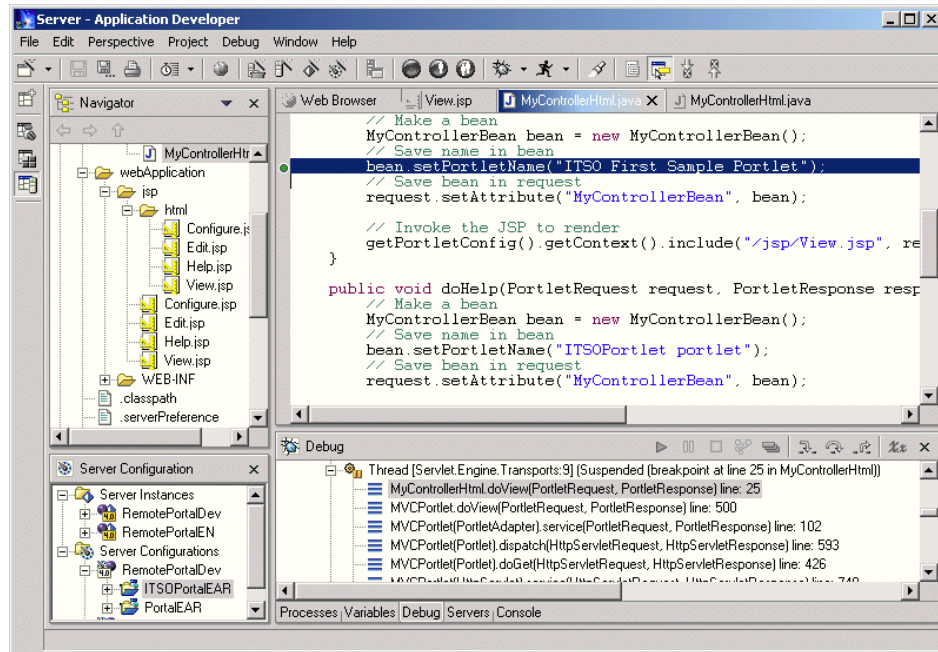 Server - Application Developer
File Edit Perspective Project Debug Window Help
Navigator
MyControllerHtr
webApplication
jsp
html
Configure.js
Edit.jsp
Help.jsp
View.jsp
Configure.jsp
Edit.jsp
Help.jsp
View.jsp
WEB-INF
.classpath
.serverPreference
Web Browser View.jsp MyControllerHtml.java MyControllerHtml.java
// Make a bean
MyControllerBean bean = new MyControllerBean();
// Save name in bean
bean.setPortletName("ITSO First Sample Portlet");
// Save bean in request
request.setAttribute("MyControllerBean", bean);
// Invoke the JSP to render
getPortletConfig().getContext().include("/jsp/View.jsp", re
}
public void doHelp(PortletRequest request, PortletResponse resp
// Make a bean
MyControllerBean bean = new MyControllerBean();
// Save name in bean
bean.setPortletName("ITSOPortlet portlet");
// Save bean in request
request.setAttribute("MyControllerBean", bean);
Server Configuration
Server Instances
RemotePortalDev
RemotePortalEN
Server Configurations
RemotePortalDev
ITSOPortalEAR
PortalEAR
Debug
Thread [Servlet.Engine.Transports:9] (Suspended (breakpoint at line 25 in MyControllerHtml))
MyControllerHtml.doView(PortletRequest, PortletResponse) line: 25
MVCPortlet.doView(PortletRequest, PortletResponse) line: 500
MVCPortlet(PortletAdapter).service(PortletRequest, PortletResponse) line: 102
MVCPortlet(Portlet).dispatch(HttpServletRequest, HttpServletResponse) line: 593
MVCPortlet(Portlet).doGet(HttpServletRequest, HttpServletResponse) line: 426
Processes Variables Debug Servers Console